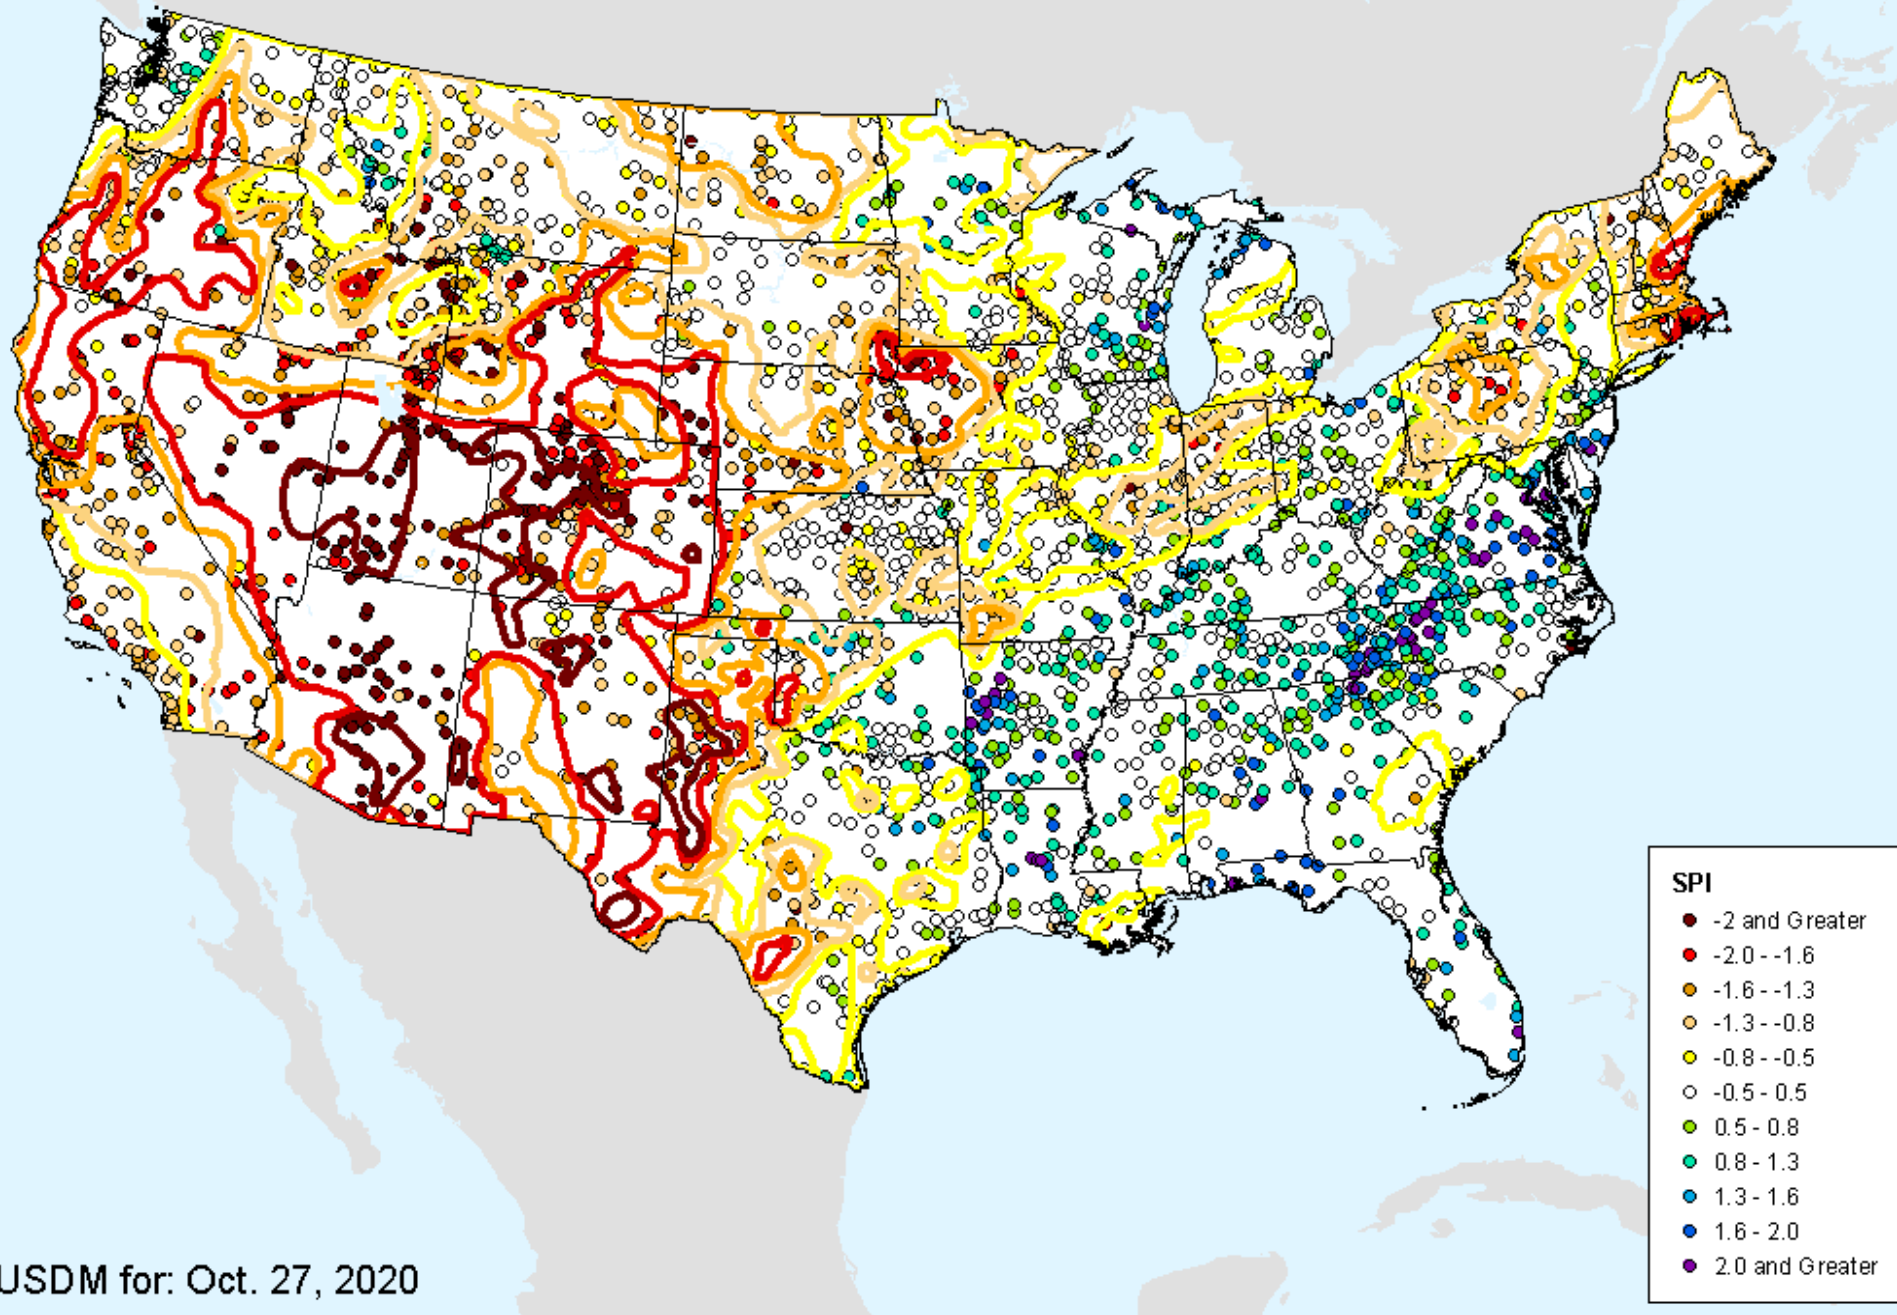 SPI
-2 and Greater
-2.0 - -1.6
-1.6 - -1.3
-1.3 - -0.8
-0.8 - -0.5
-0.5 - 0.5
0.5 - 0.8
0.8 - 1.3
1.3 - 1.6
1.6 - 2.0
2.0 and Greater
USDM for: Oct. 27, 2020